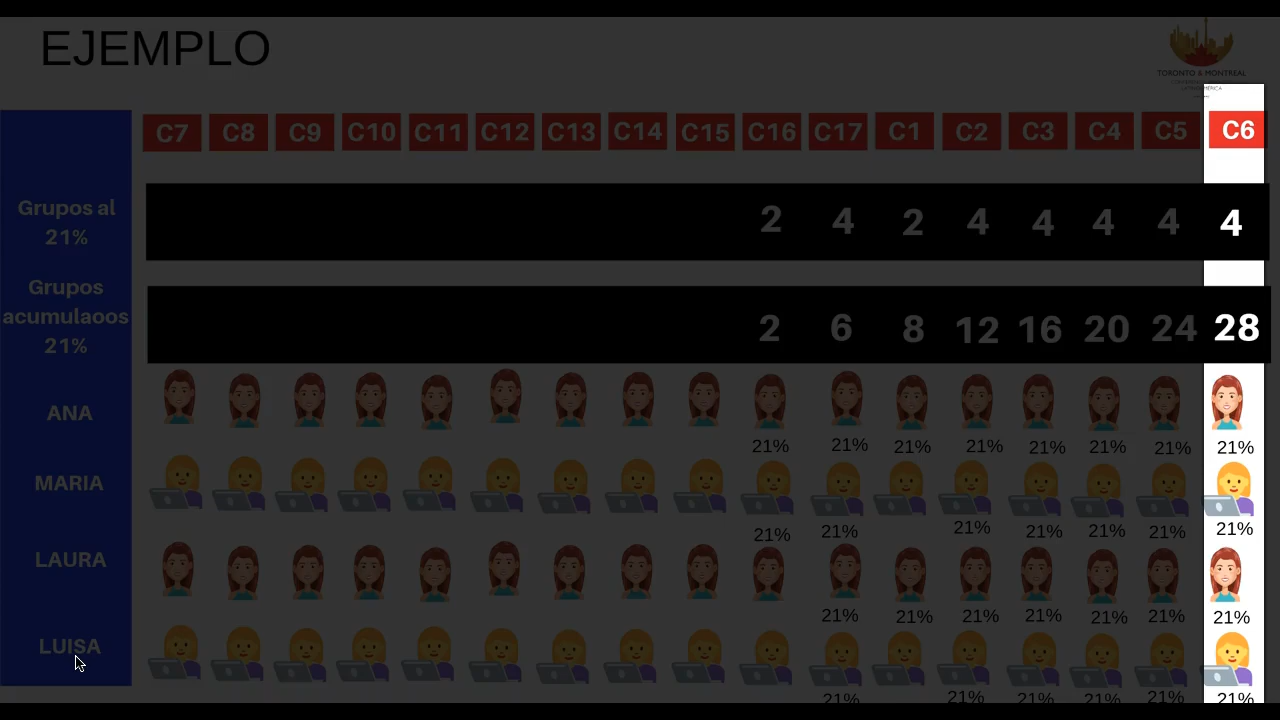 EJEMPLO
TORONTO & MONTREAL
C7 C8 C9 C10 C11 C12 C13 C14 C15 C16 C17 C1 C2 C3 C4 C5 C6
Grupos al
21%
2 4 2 4 4 4 4 4
Grupos
acumulaoos
21%
2 6 8 12 16 20 24 28
ANA
21% 21% 21% 21% 21% 21% 21% 21%
MARIA
21% 21% 21% 21% 21% 21% 21%
LAURA
21% 21% 21% 21% 21% 21% 21%
LUISA
21% 21% 21% 21% 21% 21%